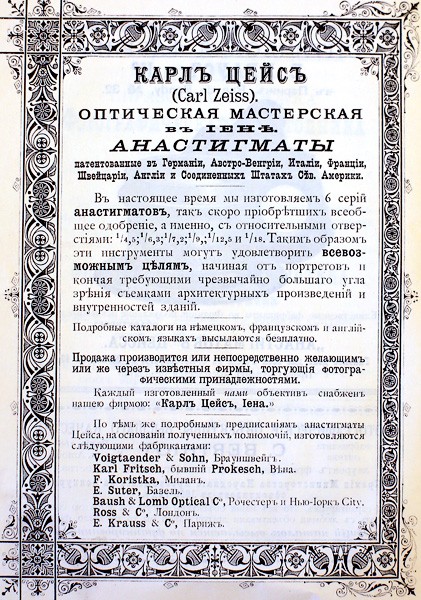 КАРЛЪ ЦЕЙСЪ
(Carl Zeiss).
ОПТИЧЕСКАЯ МАСТЕРСКАЯ
въ ІЕНѢ.
АНАСТИГМАТЫ
патентованные въ Германіи, Австро-Венгріи, Италіи, Франціи,
Швейцаріи, Англіи и Соединенныхъ Штатахъ Сѣв. Америки.
Въ настоящее время мы изготовляемъ 6 серій
анастигматовъ, такъ скоро пріобрѣтшихъ всеоб-
щее одобреніе, а именно, съ относительными отвер-
стіями: ¹/4,5; ¹/6,3; ¹/7,2; ¹/9,; ¹/12,5 и ¹/18. Такимъ образомъ
эти инструменты могутъ удовлетворить всевоз-
можнымъ цѣлямъ, начиная отъ портретовъ и
кончая требующими чрезвычайно большаго угла
зрѣнія съемками архитектурныхъ произведеній и
внутренностей зданій.
Подробные каталоги на нѣмецкомъ, французскомъ и англій-
скомъ языкахъ высылаются безплатно.
Продажа производится или непосредственно желающимъ
или же черезъ извѣстныя фирмы, торгующія фотогра-
фическими принадлежностями.
Каждый изготовленный нами объективъ снабженъ
нашею фирмою: «Карлъ Цейсъ, Іена.»
По тѣмъ же подробнымъ предписаніямъ анастигматы
Цейса, на основаніи полученныхъ полномочій, изготовляются
слѣдующими фабрикантами:
Voigtaender & Sohn, Брауншвейгъ.
Karl Fritsch, бывшій Prokesch, Вѣна.
F. Koristka, Миланъ.
E. Suter, Базель.
Baush & Lomb Optical Cº, Рочестеръ и Нью-Іоркъ City.
Ross & Cº, Лондонъ.
E. Krauss & Cº, Парижъ.